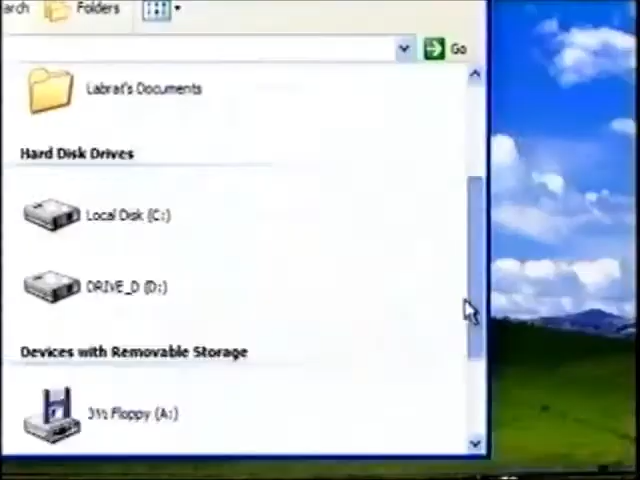 arch Folders
Go
Labrat's Documents
Hard Disk Drives
Local Disk (C:)
DRIVE_D (D:)
Devices with Removable Storage
3½ Floppy (A:)